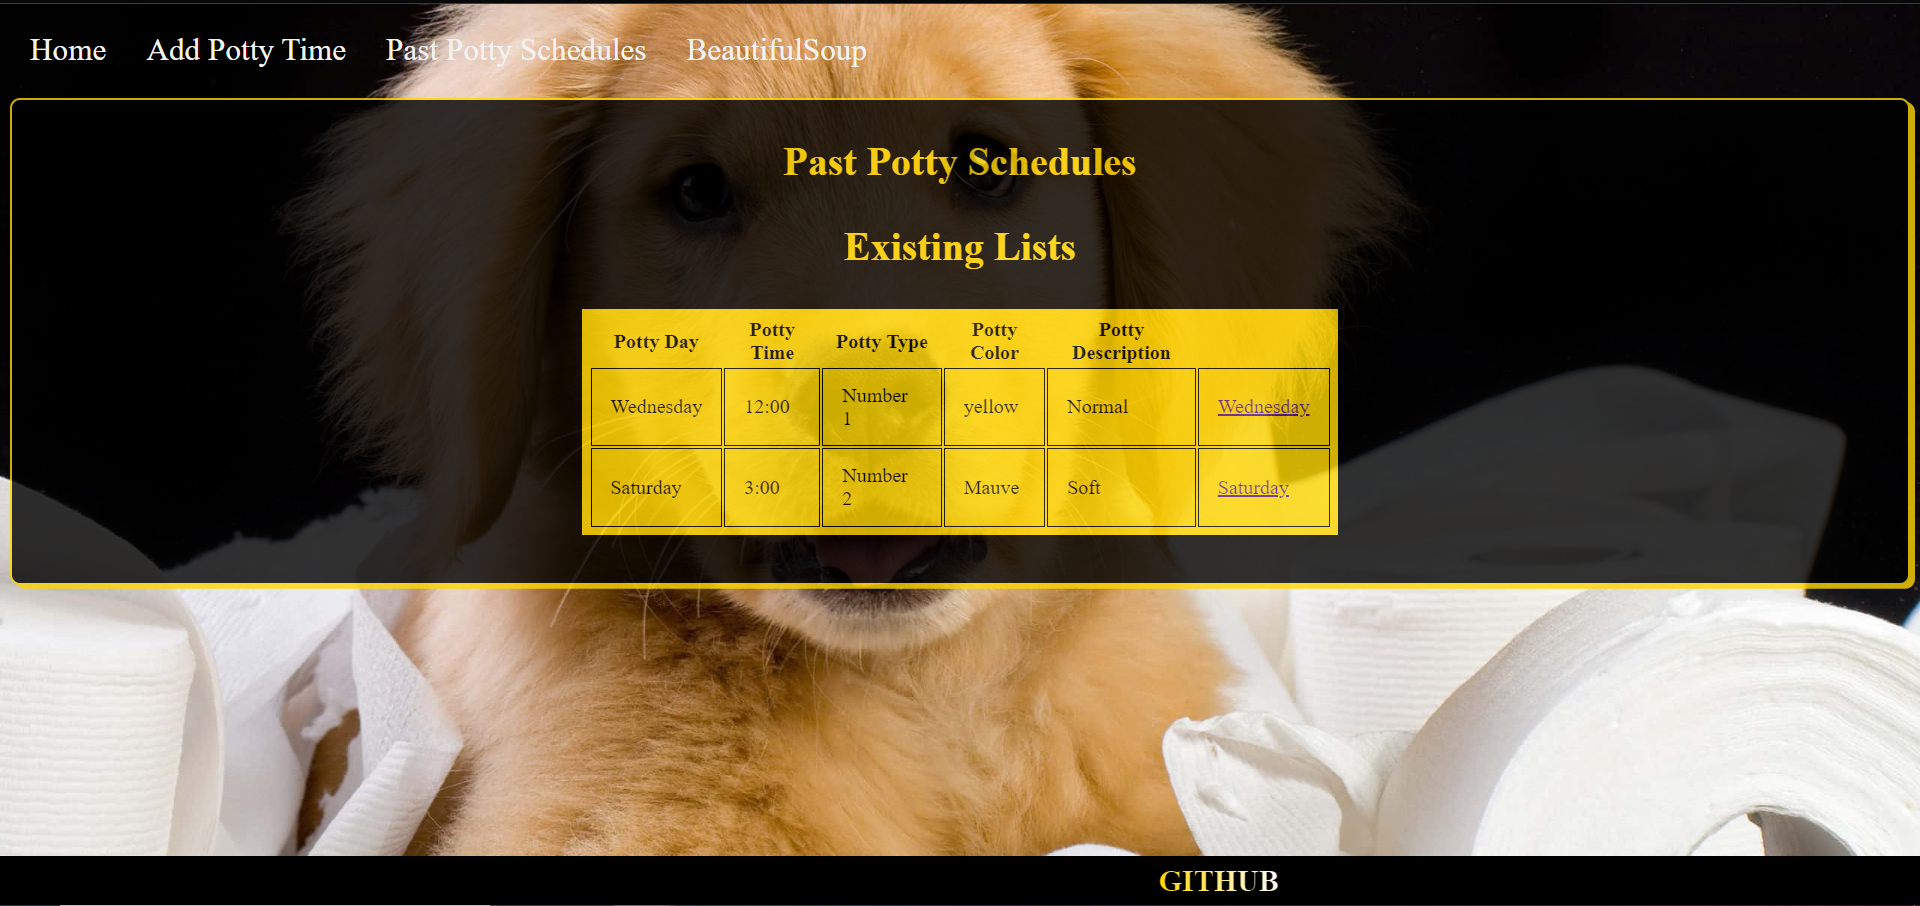 Home Add Potty Time Past Potty Schedules BeautifulSoup
Past Potty Schedules
Existing Lists
Potty Day Potty Time Potty Type Potty Color Potty Description
Wednesday 12:00 Number 1 yellow Normal Wednesday
Saturday 3:00 Number 2 Mauve Soft Saturday
GITHUB